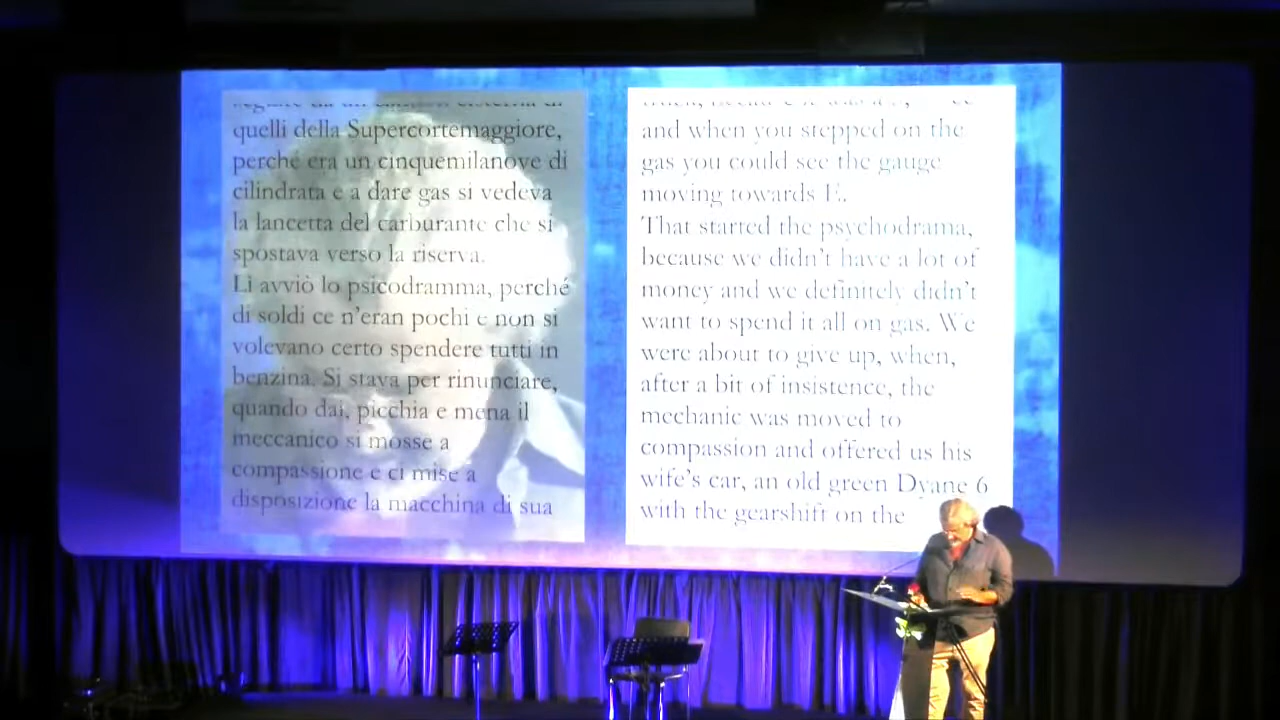 quelli della Supercortemaggiore,
perché era un cinquemilanove di
cilindrata e a dare gas si vedeva
la lancetta del carburante che si
spostava verso la riserva.
Lì avviò lo psicodramma, perché
di soldi ce n'eran pochi e non si
volevano certo spendere tutti in
benzina. Si stava per rinunciare,
quando dai, picchia e mena il
meccanico si mosse a
compassione e ci mise a
disposizione la macchina di sua
and when you stepped on the
gas you could see the gauge
moving towards E.
That started the psychodrama,
because we didn't have a lot of
money and we definitely didn't
want to spend it all on gas. We
were about to give up, when,
after a bit of insistence, the
mechanic was moved to
compassion and offered us his
wife's car, an old green Dyane 6
with the gearshift on the